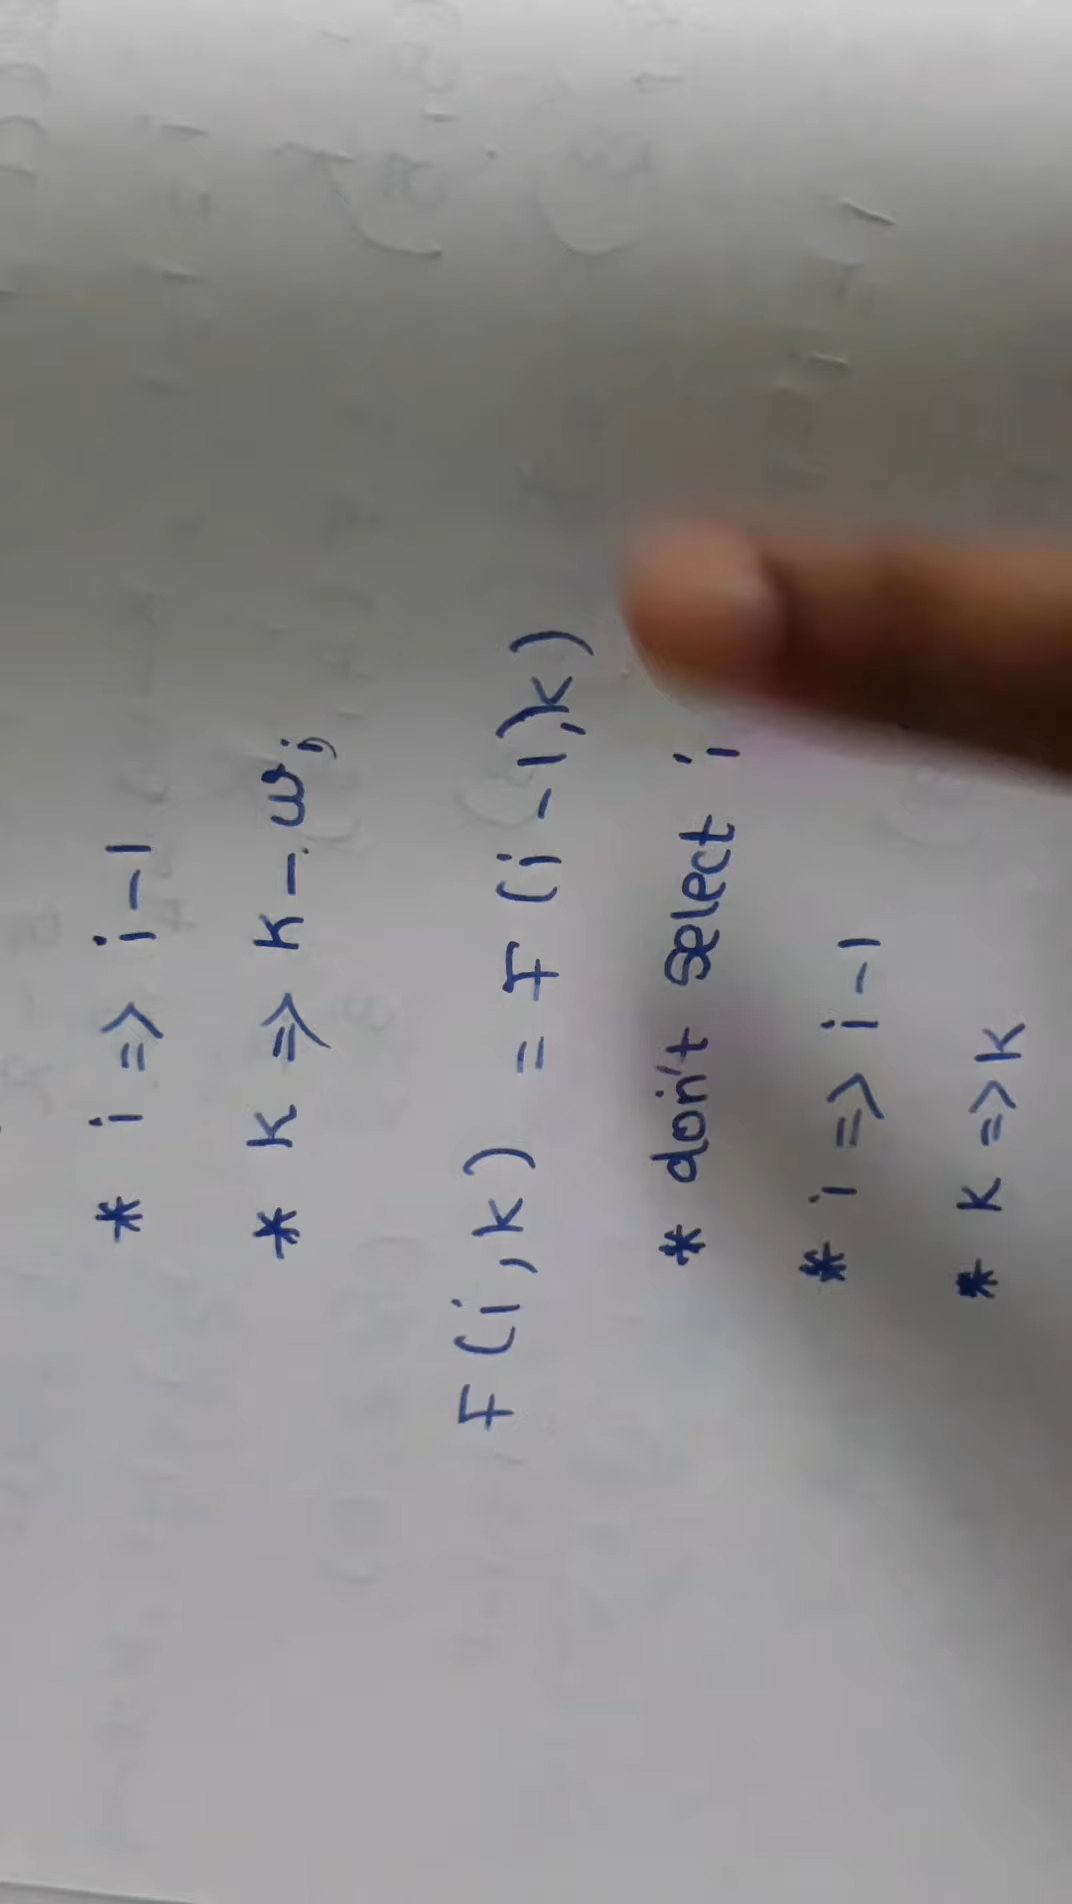 * i => i-1
* K => K-wi
F(i,K) = F(i-1,K)
* don't select i
* i => i-1
* K => K